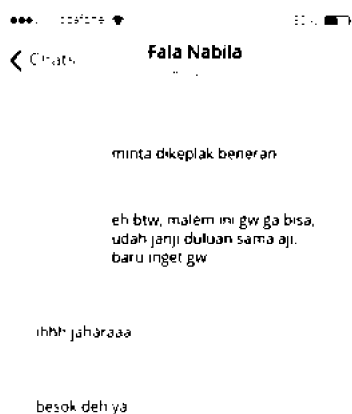 Chats
Fala Nabila
minta dikeplak beneran
eh btw, malem ini gw ga bisa,
udah janji duluan sama aji.
baru inget gw
ihhh jaharaaa
besok deh ya